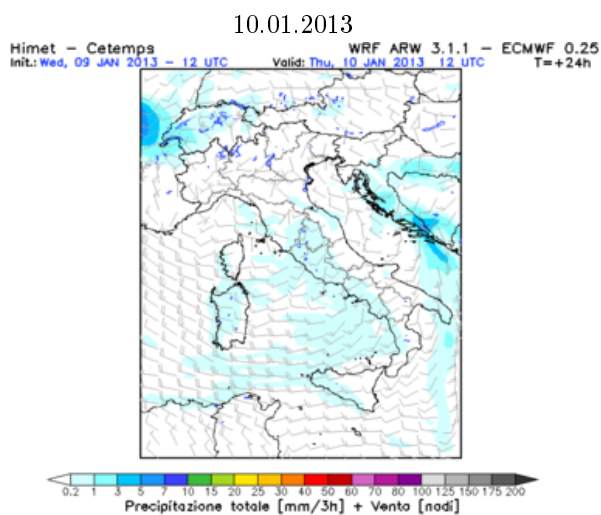 10.01.2013
Himet – Cetemps WRF ARW 3.1.1 – ECMWF 0.25
Init.: Wed, 09 JAN 2013 – 12 UTC Valid: Thu, 10 JAN 2013 12 UTC T=+24h
0.2 1 3 5 7 10 15 20 25 30 40 50 60 70 80 100 125 150 175 200
Precipitazione totale [mm/3h] + Vento [nodi]